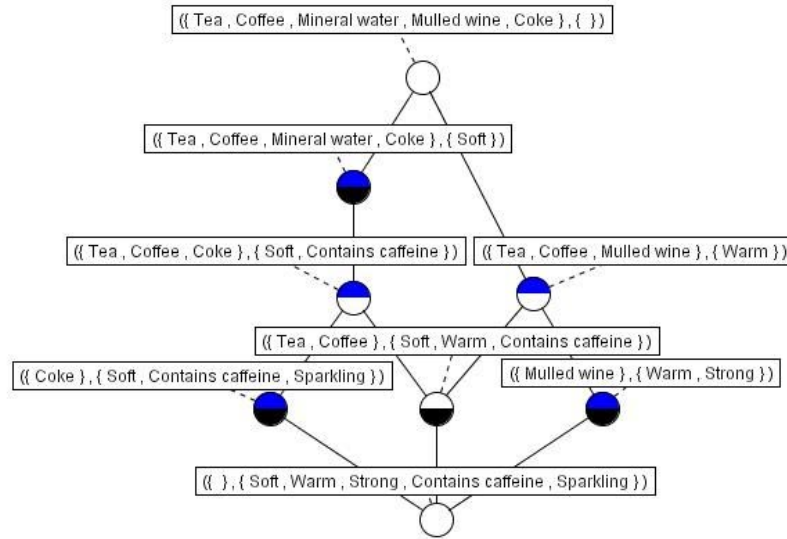 ({ Tea , Coffee , Mineral water , Mulled wine , Coke } , {  })
({ Tea , Coffee , Mineral water , Coke } , { Soft })
({ Tea , Coffee , Coke } , { Soft , Contains caffeine })
({ Tea , Coffee , Mulled wine } , { Warm })
({ Tea , Coffee } , { Soft , Warm , Contains caffeine })
({ Coke } , { Soft , Contains caffeine , Sparkling })
({ Mulled wine } , { Warm , Strong })
({  } , { Soft , Warm , Strong , Contains caffeine , Sparkling })